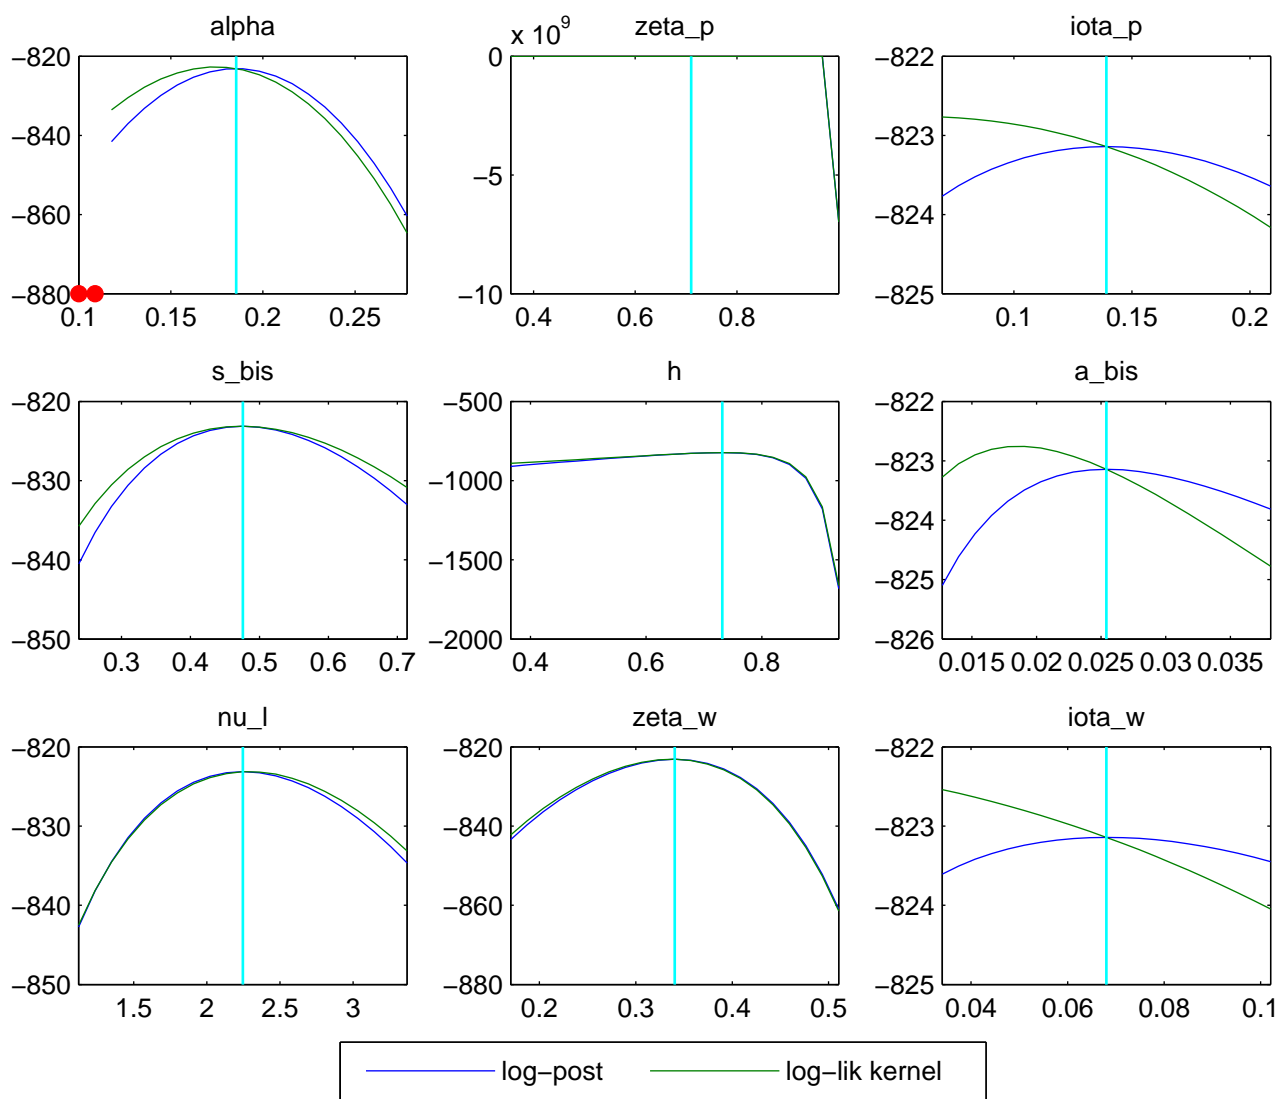 alpha
−820
−840
−860
−880
0.1 0.15 0.2 0.25
zeta_p
x 10^9
0
−5
−10
0.4 0.6 0.8
iota_p
−822
−823
−824
−825
0.1 0.15 0.2
s_bis
−820
−830
−840
−850
0.3 0.4 0.5 0.6 0.7
h
−500
−1000
−1500
−2000
0.4 0.6 0.8
a_bis
−822
−823
−824
−825
−826
0.015 0.02 0.025 0.03 0.035
nu_l
−820
−830
−840
−850
1.5 2 2.5 3
zeta_w
−820
−840
−860
−880
0.2 0.3 0.4 0.5
iota_w
−822
−823
−824
−825
0.04 0.06 0.08 0.1
log−post log−lik kernel